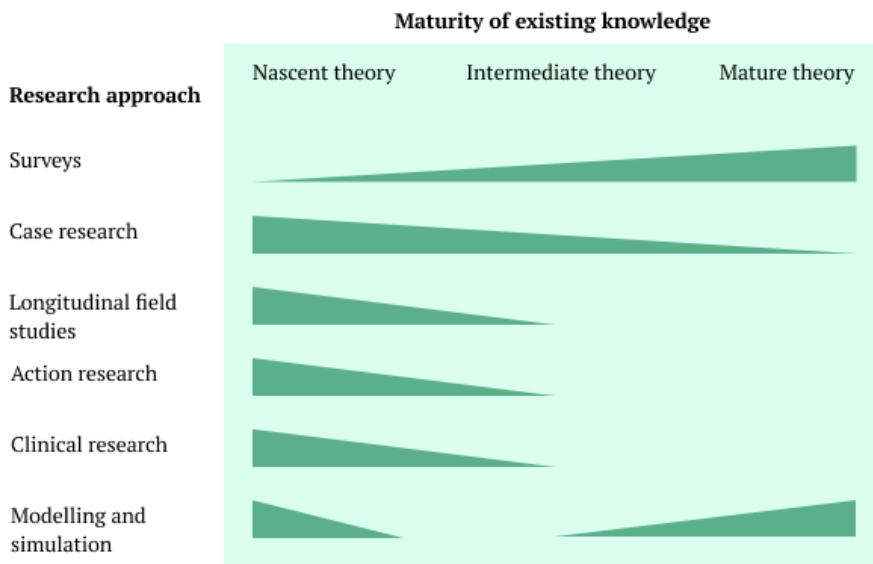 Maturity of existing knowledge
Nascent theory Intermediate theory Mature theory
Research approach
Surveys
Case research
Longitudinal field
studies
Action research
Clinical research
Modelling and
simulation